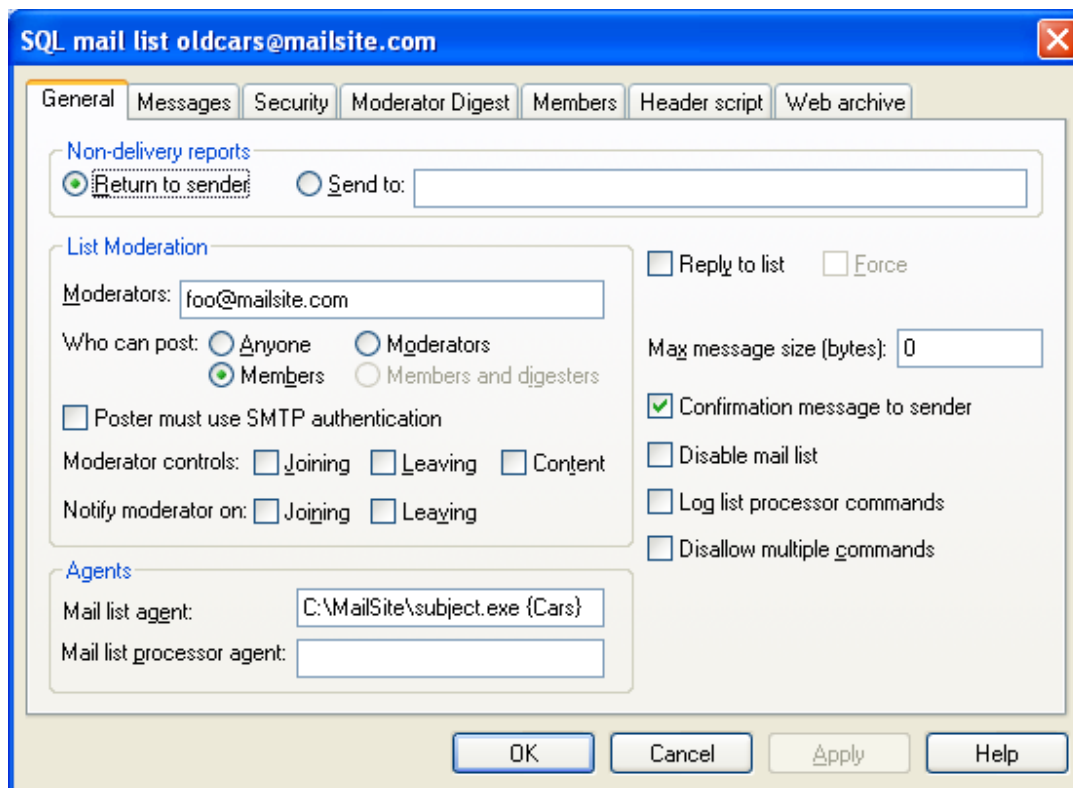 SQL mail list oldcars@mailsite.com
General Messages Security Moderator Digest Members Header script Web archive
Non-delivery reports
Return to sender Send to:
List Moderation
Reply to list Force
Moderators: foo@mailsite.com
Who can post: Anyone Moderators
Members Members and digesters
Max message size (bytes): 0
Poster must use SMTP authentication
Confirmation message to sender
Moderator controls: Joining Leaving Content
Disable mail list
Notify moderator on: Joining Leaving
Log list processor commands
Disallow multiple commands
Agents
Mail list agent: C:\MailSite\subject.exe {Cars}
Mail list processor agent:
OK Cancel Apply Help